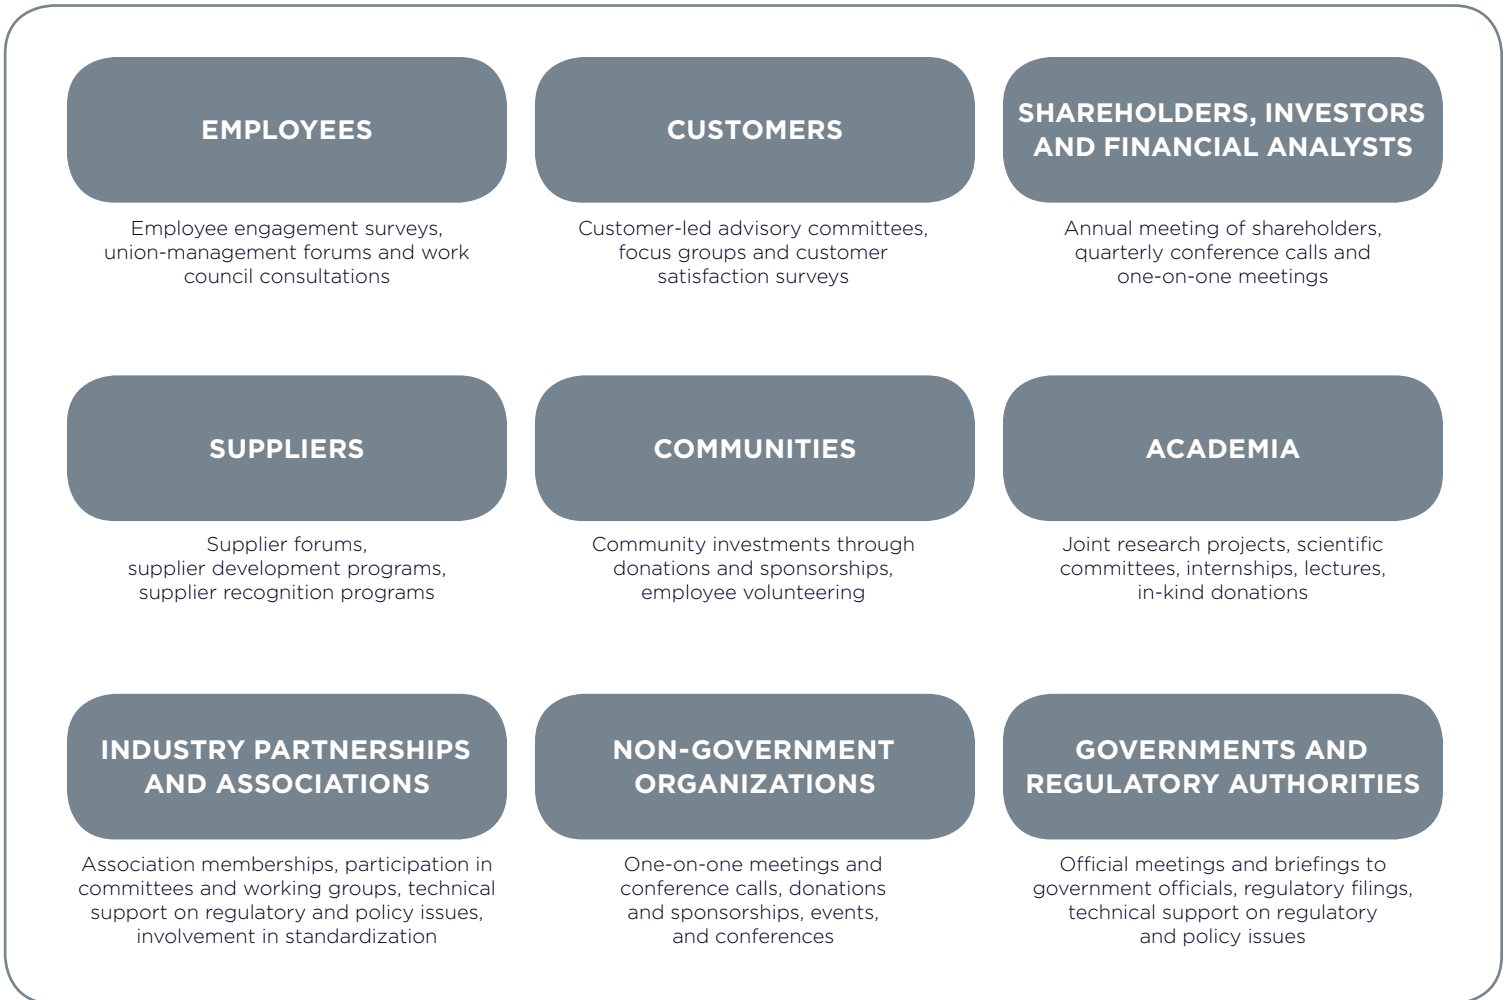 EMPLOYEES
Employee engagement surveys,
union-management forums and work
council consultations
CUSTOMERS
Customer-led advisory committees,
focus groups and customer
satisfaction surveys
SHAREHOLDERS, INVESTORS
AND FINANCIAL ANALYSTS
Annual meeting of shareholders,
quarterly conference calls and
one-on-one meetings
SUPPLIERS
Supplier forums,
supplier development programs,
supplier recognition programs
COMMUNITIES
Community investments through
donations and sponsorships,
employee volunteering
ACADEMIA
Joint research projects, scientific
committees, internships, lectures,
in-kind donations
INDUSTRY PARTNERSHIPS
AND ASSOCIATIONS
Association memberships, participation in
committees and working groups, technical
support on regulatory and policy issues,
involvement in standardization
NON-GOVERNMENT
ORGANIZATIONS
One-on-one meetings and
conference calls, donations
and sponsorships, events,
and conferences
GOVERNMENTS AND
REGULATORY AUTHORITIES
Official meetings and briefings to
government officials, regulatory filings,
technical support on regulatory
and policy issues